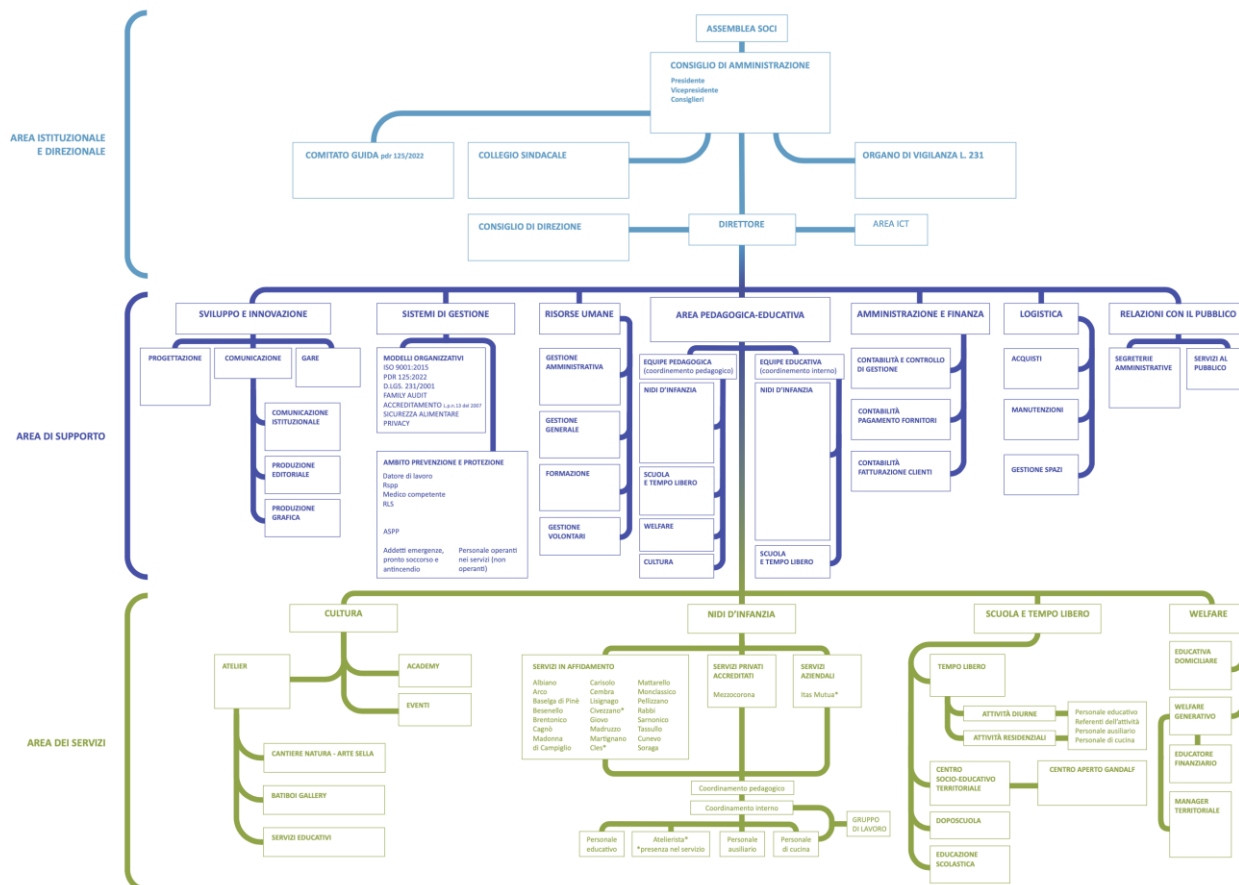 ASSEMBLEA SOCI
CONSIGLIO DI AMMINISTRAZIONE
Presidente
Vicepresidente
Consiglieri
AREA ISTITUZIONALE
E DIREZIONALE
COMITATO GUIDA pdr 125/2022
COLLEGIO SINDACALE
ORGANO DI VIGILANZA L. 231
CONSIGLIO DI DIREZIONE
DIRETTORE
AREA ICT
AREA DI SUPPORTO
SVILUPPO E INNOVAZIONE
PROGETTAZIONE
COMUNICAZIONE
GARE
COMUNICAZIONE
ISTITUZIONALE
PRODUZIONE
EDITORIALE
PRODUZIONE
GRAFICA
SISTEMI DI GESTIONE
MODELLI ORGANIZZATIVI
ISO 9001:2015
PDR 125:2022
D.LGS. 231/2001
FAMILY AUDIT
ACCREDITAMENTO L.p.n.13 del 2007
SICUREZZA ALIMENTARE
PRIVACY
AMBITO PREVENZIONE E PROTEZIONE
Datore di lavoro
Rspp
Medico competente
RLS
ASPP
Addetti emergenze,
pronto soccorso e
antincendio
Personale operanti
nei servizi (non
operanti)
RISORSE UMANE
GESTIONE
AMMINISTRATIVA
GESTIONE
GENERALE
FORMAZIONE
GESTIONE
VOLONTARI
AREA PEDAGOGICA-EDUCATIVA
EQUIPE PEDAGOGICA
(coordinemento pedagogico)
NIDI D'INFANZIA
SCUOLA
E TEMPO LIBERO
WELFARE
CULTURA
EQUIPE EDUCATIVA
(coordinemento interno)
NIDI D'INFANZIA
SCUOLA
E TEMPO LIBERO
AMMINISTRAZIONE E FINANZA
CONTABILITÀ E CONTROLLO
DI GESTIONE
CONTABILITÀ
PAGAMENTO FORNITORI
CONTABILITÀ
FATTURAZIONE CLIENTI
LOGISTICA
ACQUISTI
MANUTENZIONI
GESTIONE SPAZI
RELAZIONI CON IL PUBBLICO
SEGRETERIE
AMMINISTRATIVE
SERVIZI AL
PUBBLICO
AREA DEI SERVIZI
CULTURA
ATELIER
ACADEMY
EVENTI
CANTIERE NATURA - ARTE SELLA
BATIBOI GALLERY
SERVIZI EDUCATIVI
NIDI D'INFANZIA
SERVIZI IN AFFIDAMENTO
Albiano
Arco
Baselga di Pinè
Besenello
Brentonico
Cagnò
Madonna
di Campiglio
Carisolo
Cembra
Lisignago
Civezzano*
Giovo
Madruzzo
Martignano
Cles*
Mattarello
Monclassico
Pellizzano
Rabbi
Sarnonico
Tassullo
Cunevo
Soraga
SERVIZI PRIVATI
ACCREDITATI
Mezzocorona
SERVIZI
AZIENDALI
Itas Mutua*
Coordinamento pedagogico
Coordinamento interno
GRUPPO
DI LAVORO
Personale
educativo
Atelierista*
*presenza nel servizio
Personale
ausiliario
Personale
di cucina
SCUOLA E TEMPO LIBERO
TEMPO LIBERO
ATTIVITÀ DIURNE
ATTIVITÀ RESIDENZIALI
Personale educativo
Referenti dell'attività
Personale ausiliario
Personale di cucina
CENTRO
SOCIO-EDUCATIVO
TERRITORIALE
CENTRO APERTO GANDALF
DOPOSCUOLA
EDUCAZIONE
SCOLASTICA
WELFARE
EDUCATIVA
DOMICILIARE
WELFARE
GENERATIVO
EDUCATORE
FINANZIARIO
MANAGER
TERRITORIALE